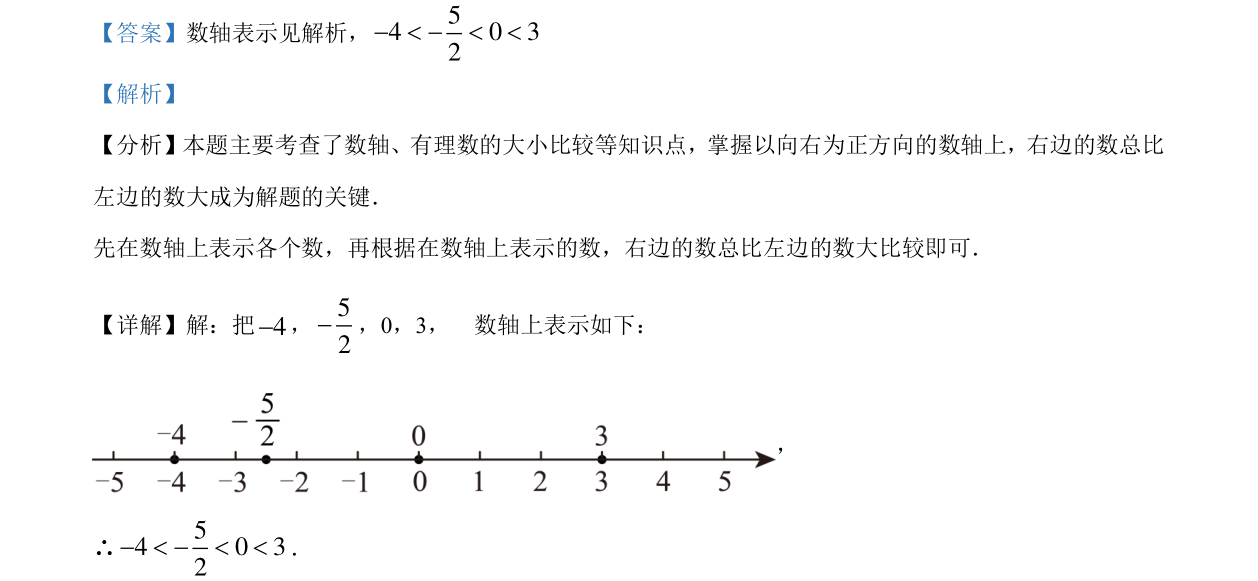 【答案】数轴表示见解析，$-4<-\frac{5}{2}<0<3$
【解析】
【分析】本题主要考查了数轴、有理数的大小比较等知识点，掌握以向右为正方向的数轴上，右边的数总比
左边的数大成为解题的关键．
先在数轴上表示各个数，再根据在数轴上表示的数，右边的数总比左边的数大比较即可．
【详解】解：把$-4$，$-\frac{5}{2}$，0，3， 数轴上表示如下：
$-4$ $-\frac{5}{2}$ 0 3 ，
-5 -4 -3 -2 -1 0 1 2 3 4 5
∴$-4<-\frac{5}{2}<0<3$．